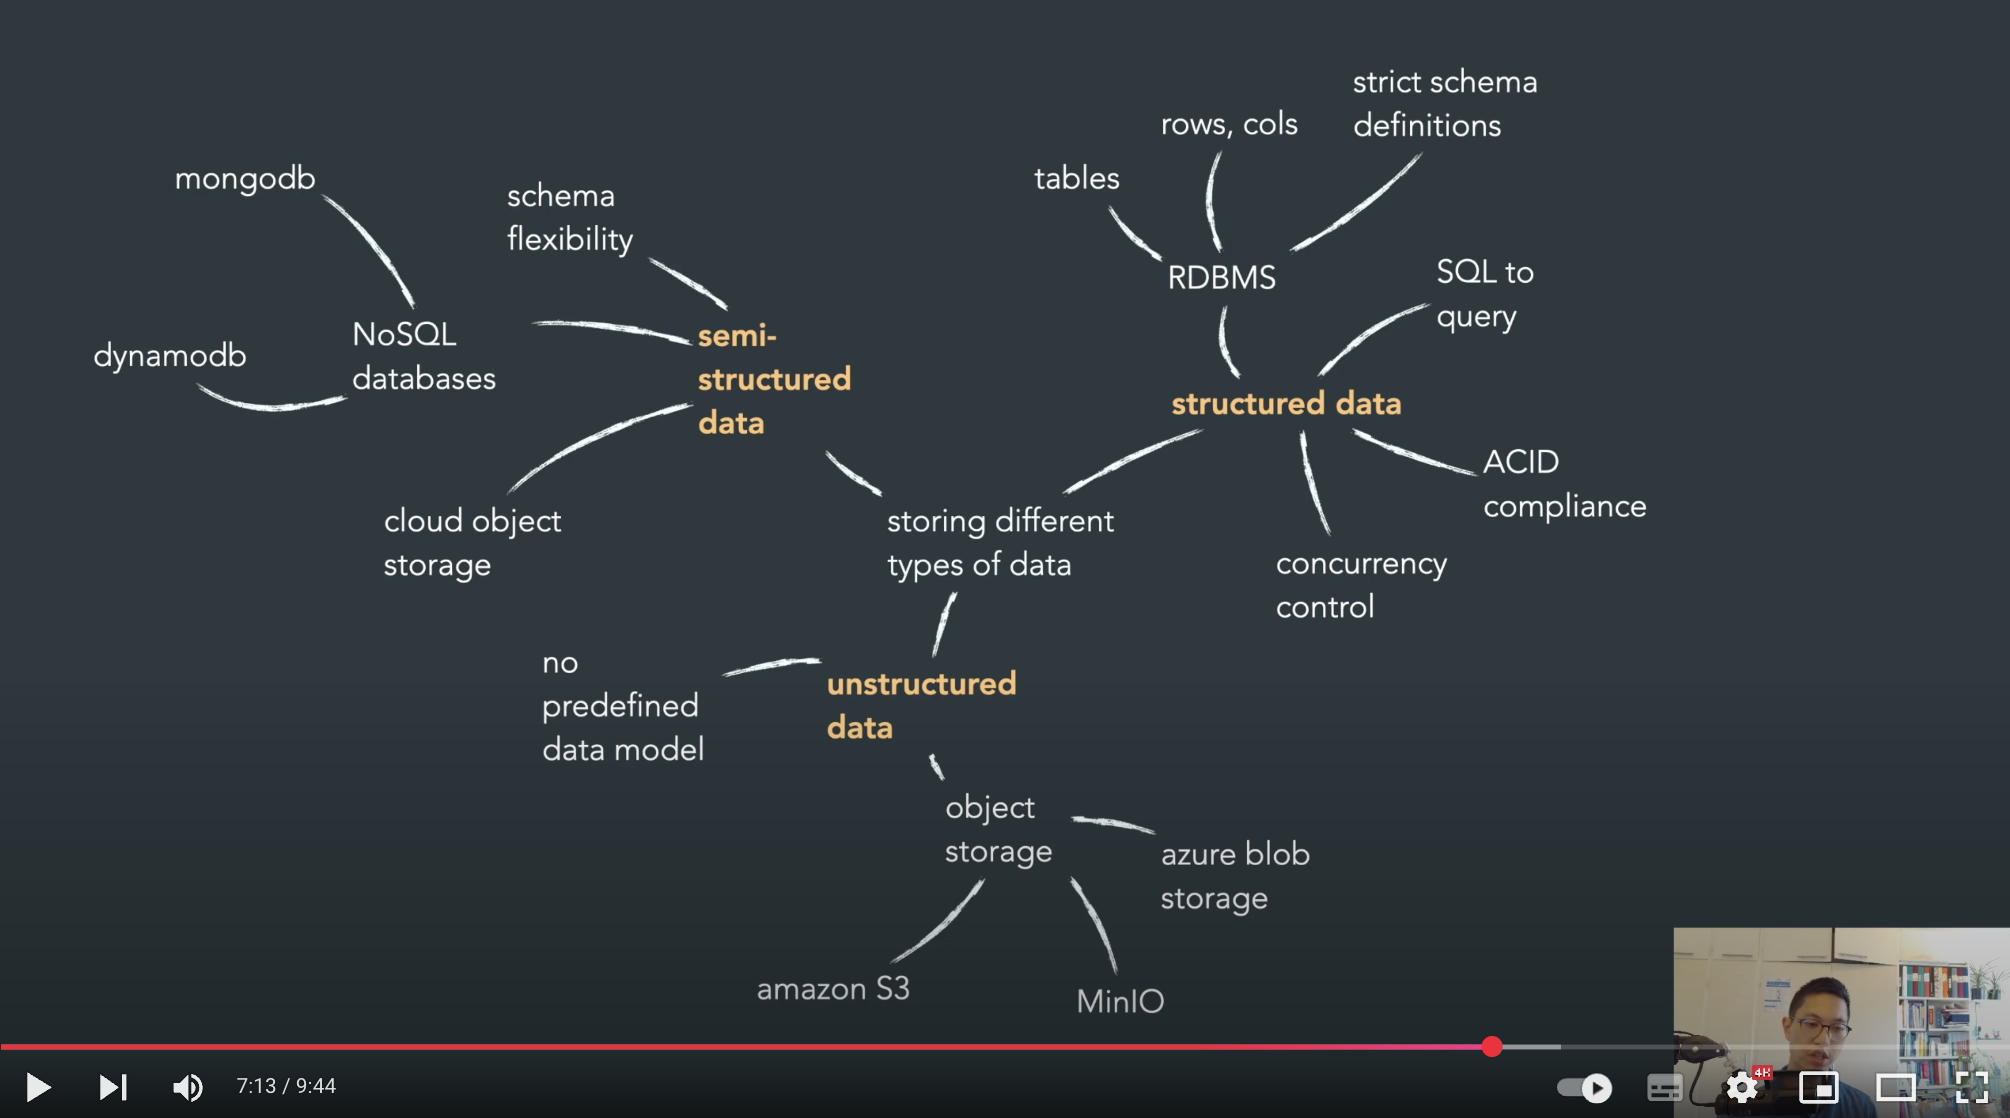 strict schema
definitions
rows, cols
tables
mongodb
schema
flexibility
RDBMS
SQL to
query
NoSQL
databases
dynamodb
semi-
structured
data
structured data
ACID
compliance
cloud object
storage
storing different
types of data
concurrency
control
no
predefined
data model
unstructured
data
object
storage
azure blob
storage
amazon S3
MinIO
7:13 / 9:44
4K